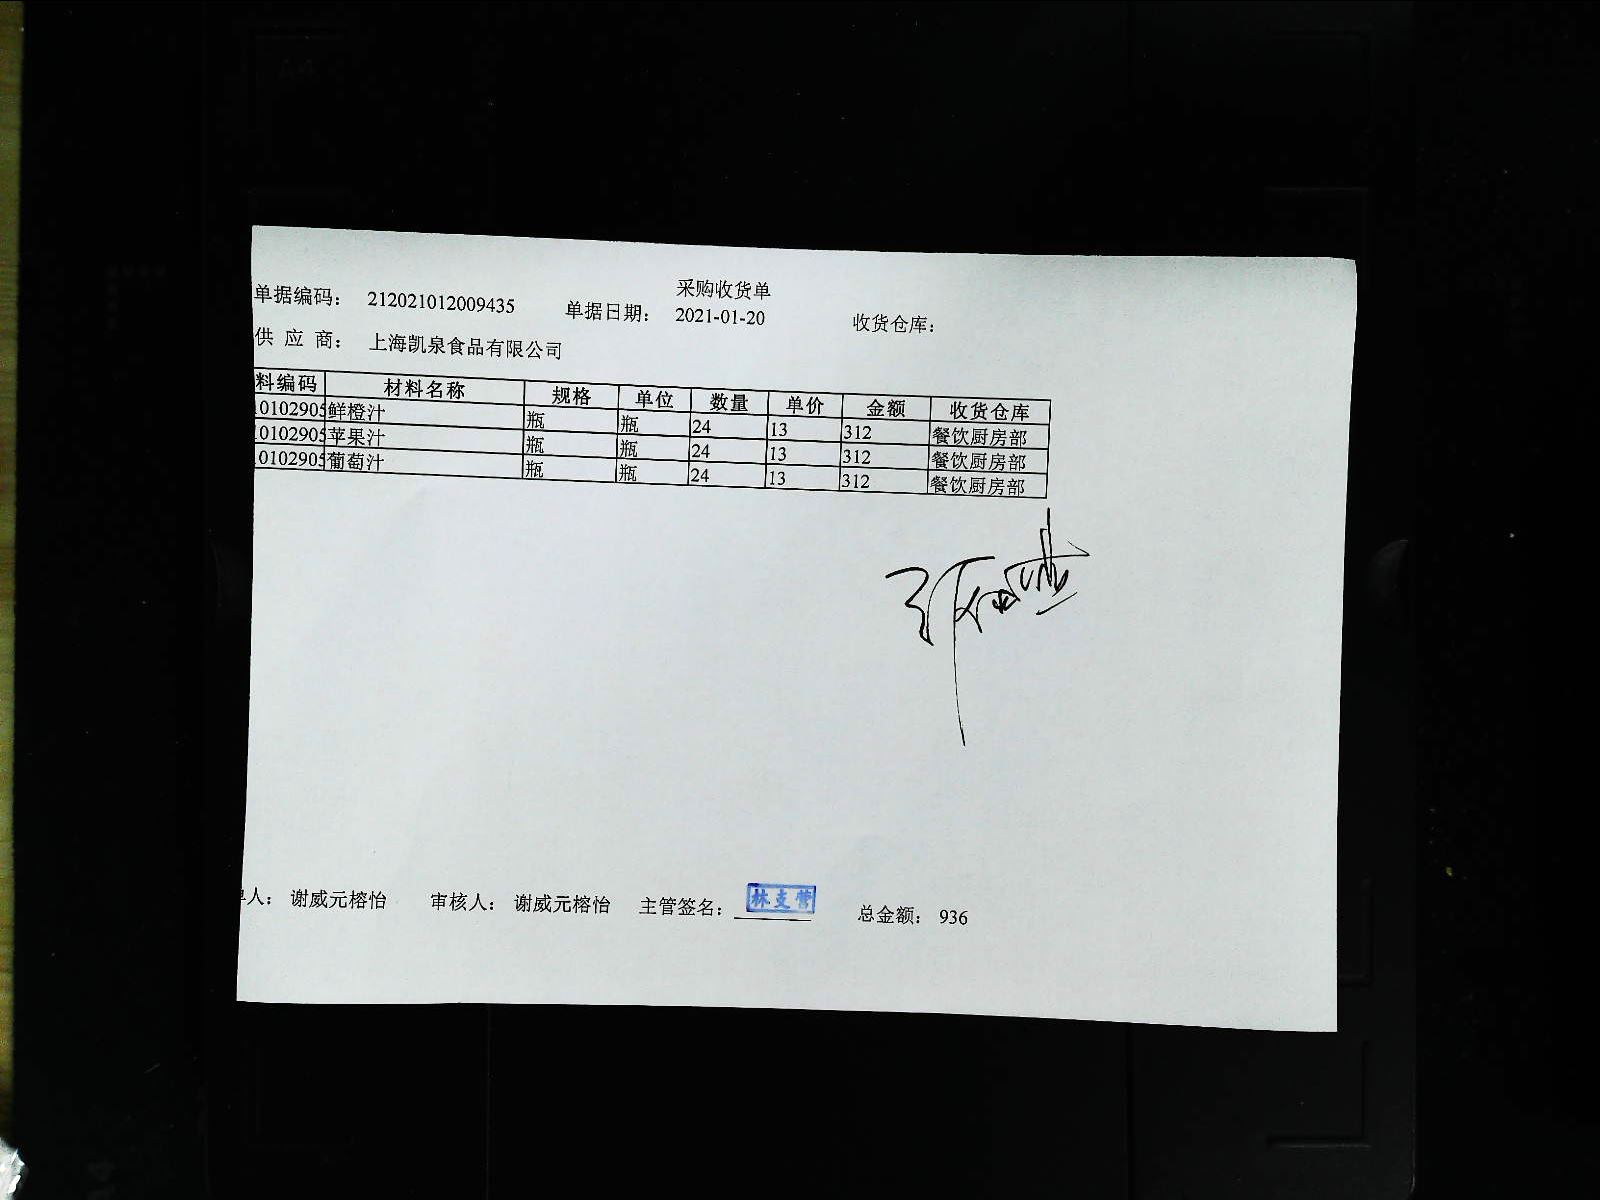 采购收货单
单据编码： 212021012009435 单据日期： 2021-01-20 收货仓库：
供 应 商： 上海凯泉食品有限公司
料编码 材料名称 规格 单位 数量 单价 金额 收货仓库
0102905 鲜橙汁 瓶 瓶 24 13 312 餐饮厨房部
0102905 苹果汁 瓶 瓶 24 13 312 餐饮厨房部
0102905 葡萄汁 瓶 瓶 24 13 312 餐饮厨房部
人： 谢威元榕怡 审核人： 谢威元榕怡 主管签名： 林支营 总金额： 936